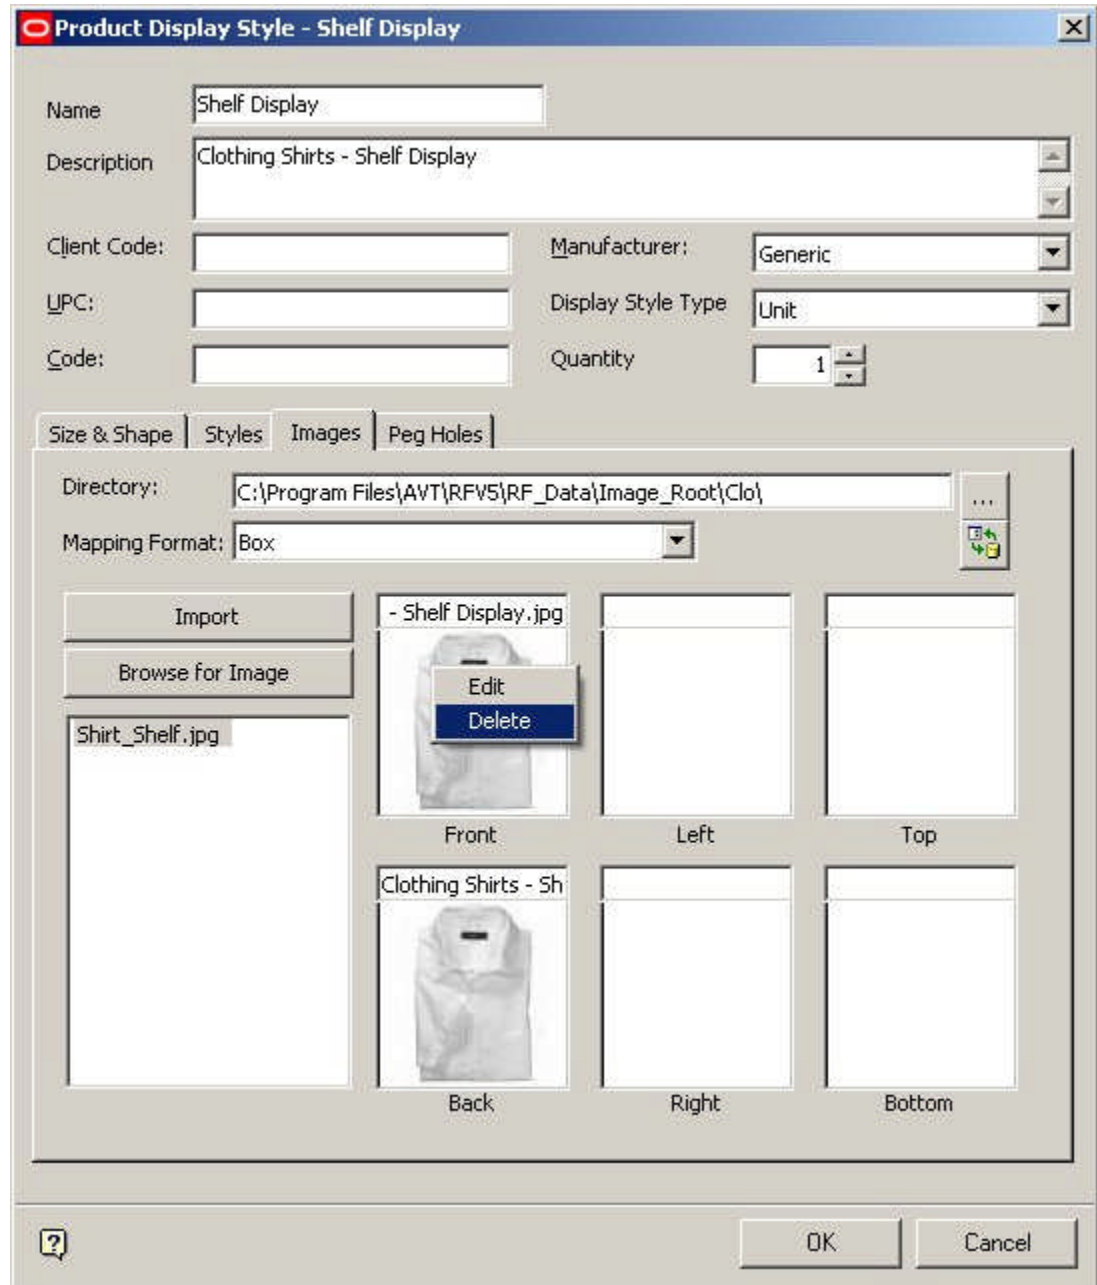 Product Display Style - Shelf Display
Name
Shelf Display
Description
Clothing Shirts - Shelf Display
Client Code:
Manufacturer:
Generic
UPC:
Display Style Type
Unit
Code:
Quantity
1
Size & Shape
Styles
Images
Peg Holes
Directory:
C:\Program Files\AVT\RFV5\RF_Data\Image_Root\Clo\
...
Mapping Format:
Box
Import
Browse for Image
Shirt_Shelf.jpg
- Shelf Display.jpg
Edit
Delete
Front
Left
Top
Clothing Shirts - Sh
Back
Right
Bottom
?
OK
Cancel